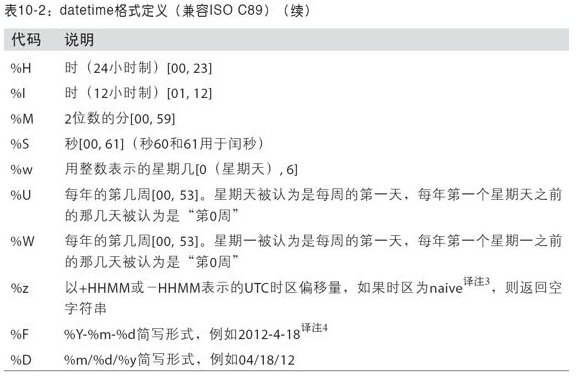 表10-2：datetime格式定义（兼容ISO C89）（续）
代码 说明
%H 时（24小时制）[00, 23]
%I 时（12小时制）[01, 12]
%M 2位数的分[00, 59]
%S 秒[00, 61]（秒60和61用于闰秒）
%w 用整数表示的星期几[0（星期天）, 6]
%U 每年的第几周[00, 53]。星期天被认为是每周的第一天，每年第一个星期天之前
的那几天被认为是“第0周”
%W 每年的第几周[00, 53]。星期一被认为是每周的第一天，每年第一个星期一之前
的那几天被认为是“第0周”
%z 以+HHMM或－HHMM表示的UTC时区偏移量，如果时区为naive译注3，则返回空
字符串
%F %Y-%m-%d简写形式，例如2012-4-18译注4
%D %m/%d/%y简写形式，例如04/18/12